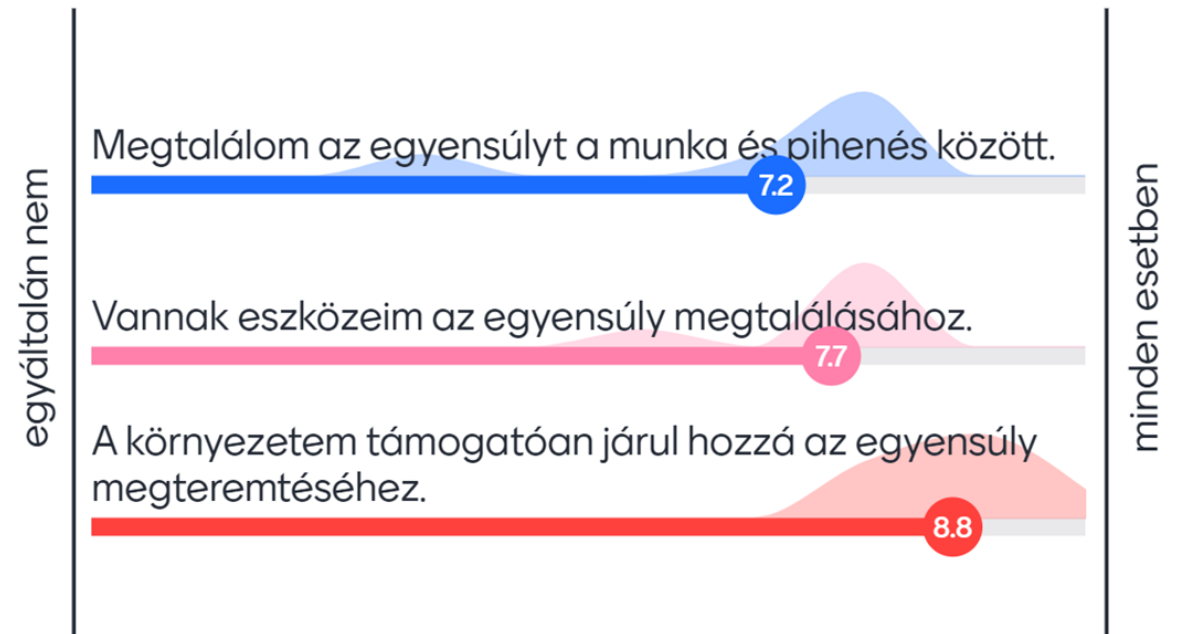 egyáltalán nem
Megtalálom az egyensúlyt a munka és pihenés között.
7.2
Vannak eszközeim az egyensúly megtalálásához.
7.7
A környezetem támogatóan járul hozzá az egyensúly
megteremtéséhez.
8.8
minden esetben